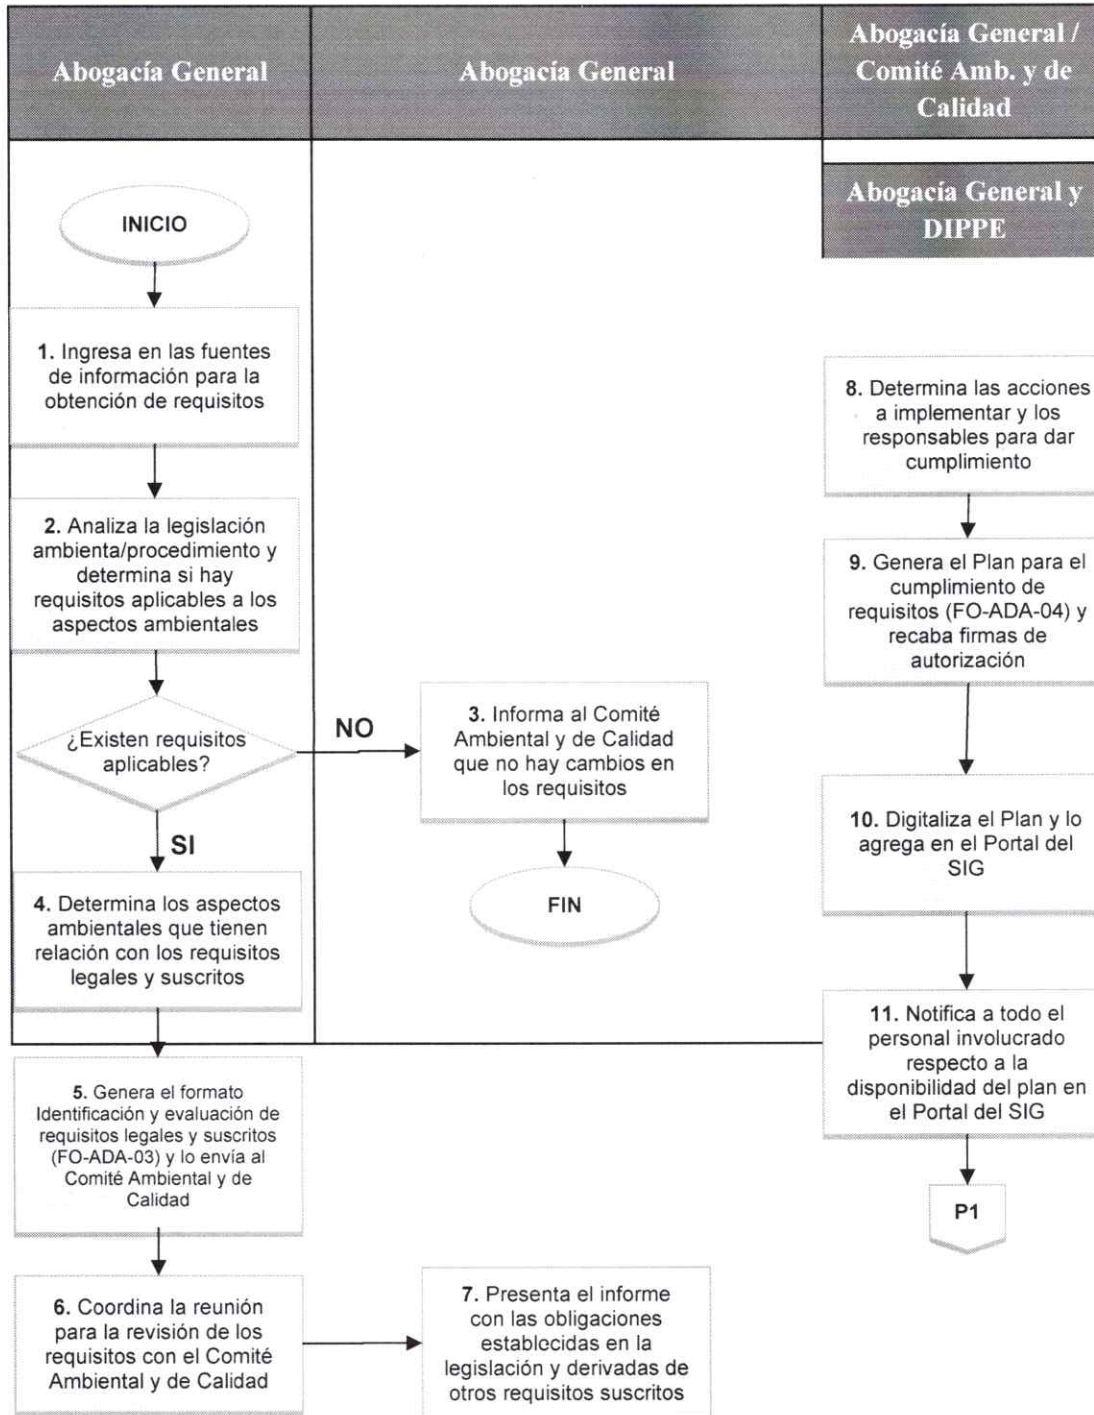 Abogacía General
Abogacía General
Abogacía General /
Comité Amb. y de
Calidad
Abogacía General y
DIPPE
INICIO
1. Ingresa en las fuentes
de información para la
obtención de requisitos
2. Analiza la legislación
ambienta/procedimiento y
determina si hay
requisitos aplicables a los
aspectos ambientales
¿Existen requisitos
aplicables?
NO
3. Informa al Comité
Ambiental y de Calidad
que no hay cambios en
los requisitos
FIN
SI
4. Determina los aspectos
ambientales que tienen
relación con los requisitos
legales y suscritos
5. Genera el formato
Identificación y evaluación de
requisitos legales y suscritos
(FO-ADA-03) y lo envía al
Comité Ambiental y de
Calidad
6. Coordina la reunión
para la revisión de los
requisitos con el Comité
Ambiental y de Calidad
7. Presenta el informe
con las obligaciones
establecidas en la
legislación y derivadas de
otros requisitos suscritos
8. Determina las acciones
a implementar y los
responsables para dar
cumplimiento
9. Genera el Plan para el
cumplimiento de
requisitos (FO-ADA-04) y
recaba firmas de
autorización
10. Digitaliza el Plan y lo
agrega en el Portal del
SIG
11. Notifica a todo el
personal involucrado
respecto a la
disponibilidad del plan en
el Portal del SIG
P1